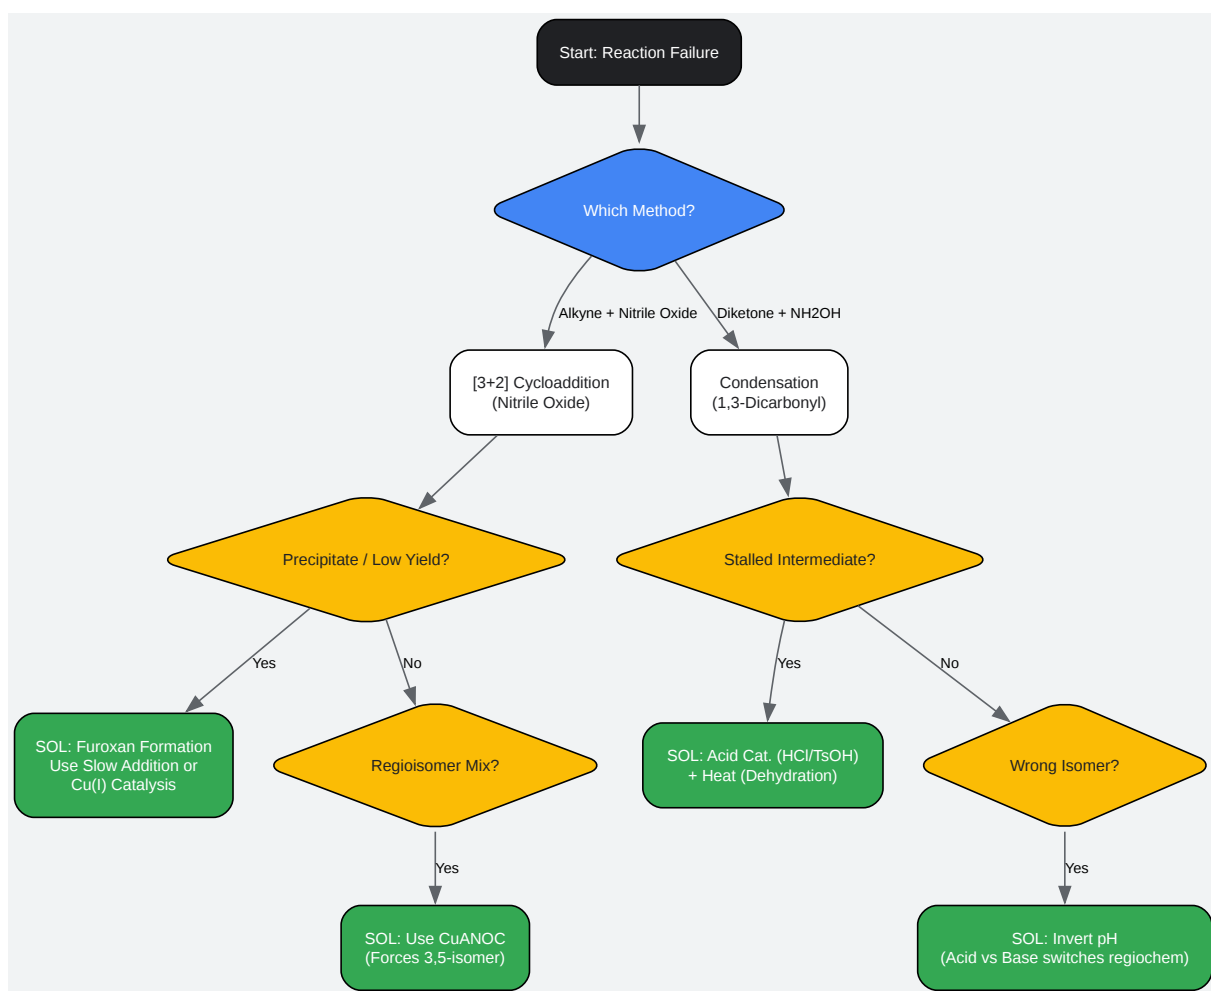 Start: Reaction Failure
Which Method?
Alkyne + Nitrile Oxide
Diketone + NH2OH
[3+2] Cycloaddition
(Nitrile Oxide)
Condensation
(1,3-Dicarbonyl)
Precipitate / Low Yield?
Stalled Intermediate?
Yes
No
Yes
No
SOL: Furoxan Formation
Use Slow Addition or
Cu(I) Catalysis
Regioisomer Mix?
SOL: Acid Cat. (HCl/TsOH)
+ Heat (Dehydration)
Wrong Isomer?
Yes
Yes
SOL: Use CuANOC
(Forces 3,5-isomer)
SOL: Invert pH
(Acid vs Base switches regiochem)